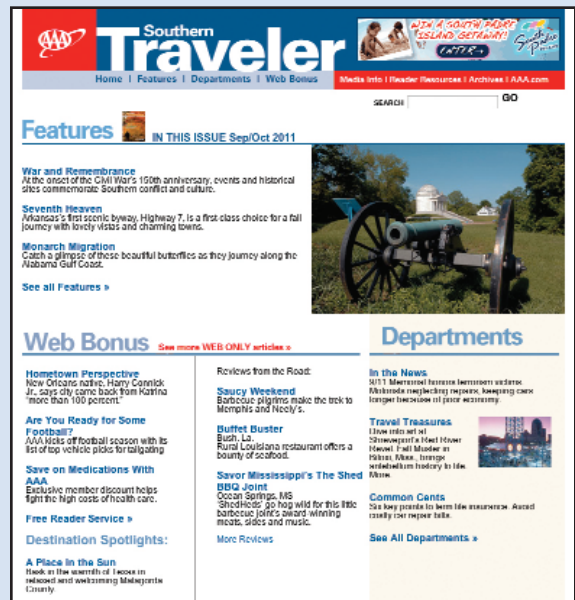 AAA
Southern
Traveler
WIN A SOUTH PADRE
ISLAND GETAWAY!
ENTER
South
Padre
Home | Features | Departments | Web Bonus
Media Info | Reader Resources | Archives | AAA.com
SEARCH GO
Features IN THIS ISSUE Sep/Oct 2011
War and Remembrance
At the onset of the Civil War's 150th anniversary, events and historical
sites commemorate Southern conflict and culture.
Seventh Heaven
Arkansas's first scenic byway, Highway 7, is a first class choice for a fall
journey with lovely vistas and charming towns.
Monarch Migration
Catch a glimpse of these beautiful butterflies as they journey along the
Alabama Gulf Coast.
See all Features »
Web Bonus See more WEB ONLY articles »
Hometown Perspective
New Orleans native, Harry Connick
Jr., says city came back from Katrina
"more than 100 percent."
Are You Ready for Some
Football?
AAA kicks off football season with its
list of top vehicle picks for tailgating
Save on Medications With
AAA
Exclusive member discount helps
fight the high costs of health care.
Free Reader Service »
Destination Spotlights:
A Place in the Sun
Bask in the warmth of Texas in
relaxed and welcoming Matagorda
County.
Reviews from the Road:
Saucy Weekend
Barbecue pilgrims make the trek to
Memphis and Neely's.
Buffet Buster
Bush, La.
Rural Louisiana restaurant offers a
bounty of seafood.
Savor Mississippi's The Shed
BBQ Joint
Ocean Springs, MS
'ShedHeds' go hog wild for this little
barbecue joint's award-winning
meats, sides and music.
More Reviews
Departments
In the News
9/11 Memorial honors terrorism victims.
Motorists neglecting repairs, keeping cars
longer because of poor economy.
Travel Treasures
Dive into art at
Shreveport's Red River
Revel. Fall Muster in
Biloxi, Miss., brings
antebellum history to life.
More.
Common Cents
Six key points to term life insurance. Avoid
costly car repair bills.
See All Departments »